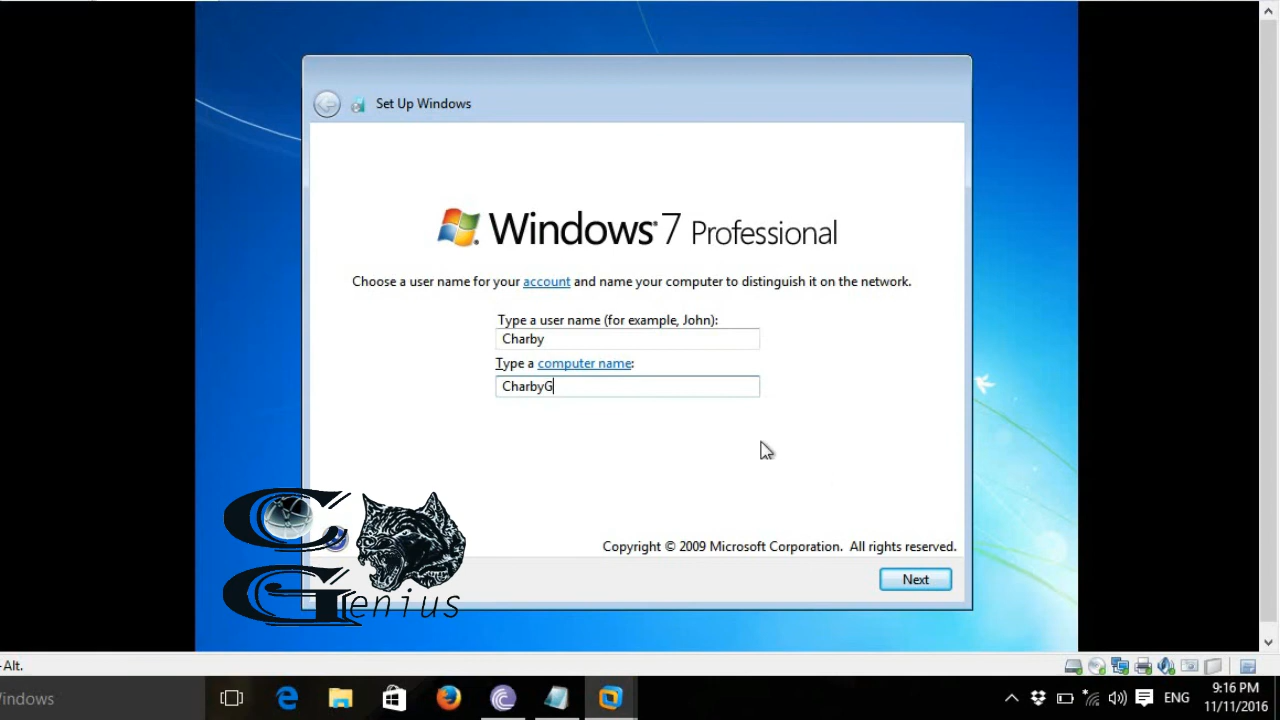 Set Up Windows
Windows® 7 Professional
Choose a user name for your account and name your computer to distinguish it on the network.
Type a user name (for example, John):
Charby
Type a computer name:
CharbyG
C
Genius
Copyright © 2009 Microsoft Corporation. All rights reserved.
Next
-Alt.
indows
ENG
9:16 PM
11/11/2016